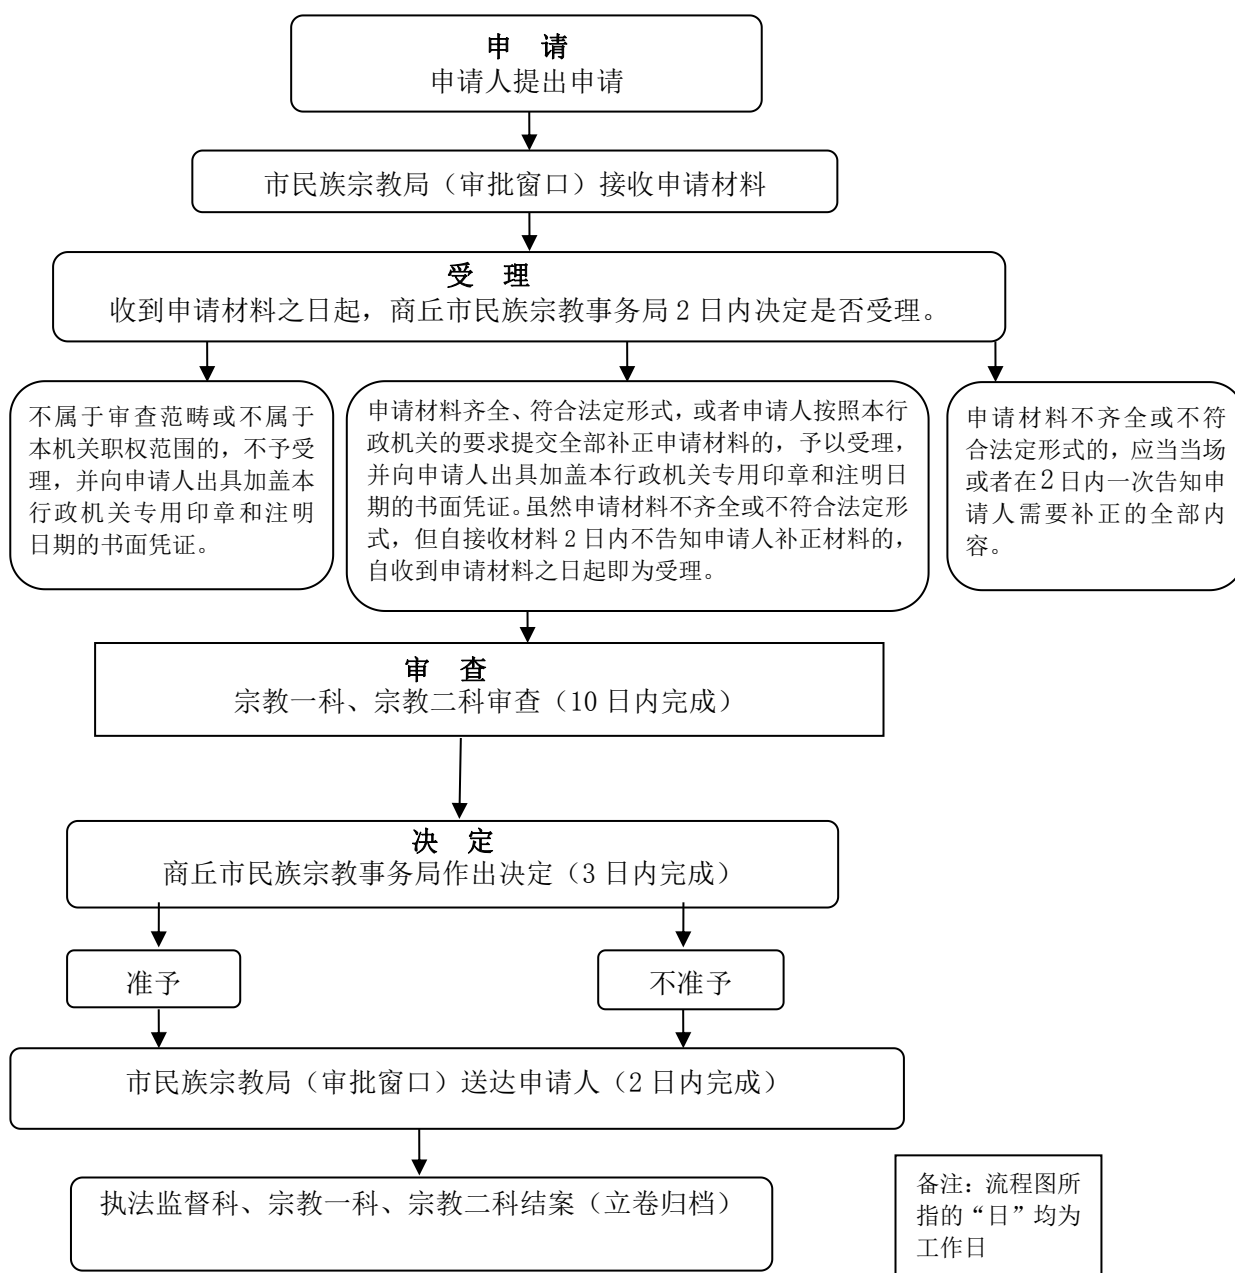 申　请
申请人提出申请
市民族宗教局（审批窗口）接收申请材料
受　理
收到申请材料之日起，商丘市民族宗教事务局 2 日内决定是否受理。
不属于审查范畴或不属于
本机关职权范围的，不予受
理，并向申请人出具加盖本
行政机关专用印章和注明
日期的书面凭证。
申请材料齐全、符合法定形式，或者申请人按照本行
政机关的要求提交全部补正申请材料的，予以受理，
并向申请人出具加盖本行政机关专用印章和注明日
期的书面凭证。虽然申请材料不齐全或不符合法定形
式，但自接收材料 2 日内不告知申请人补正材料的，
自收到申请材料之日起即为受理。
申请材料不齐全或不符
合法定形式的，应当当场
或者在 2 日内一次告知申
请人需要补正的全部内
容。
审　查
宗教一科、宗教二科审查（10 日内完成）
决　定
商丘市民族宗教事务局作出决定（3 日内完成）
准予
不准予
市民族宗教局（审批窗口）送达申请人（2 日内完成）
执法监督科、宗教一科、宗教二科结案（立卷归档）
备注：流程图所
指的“日”均为
工作日